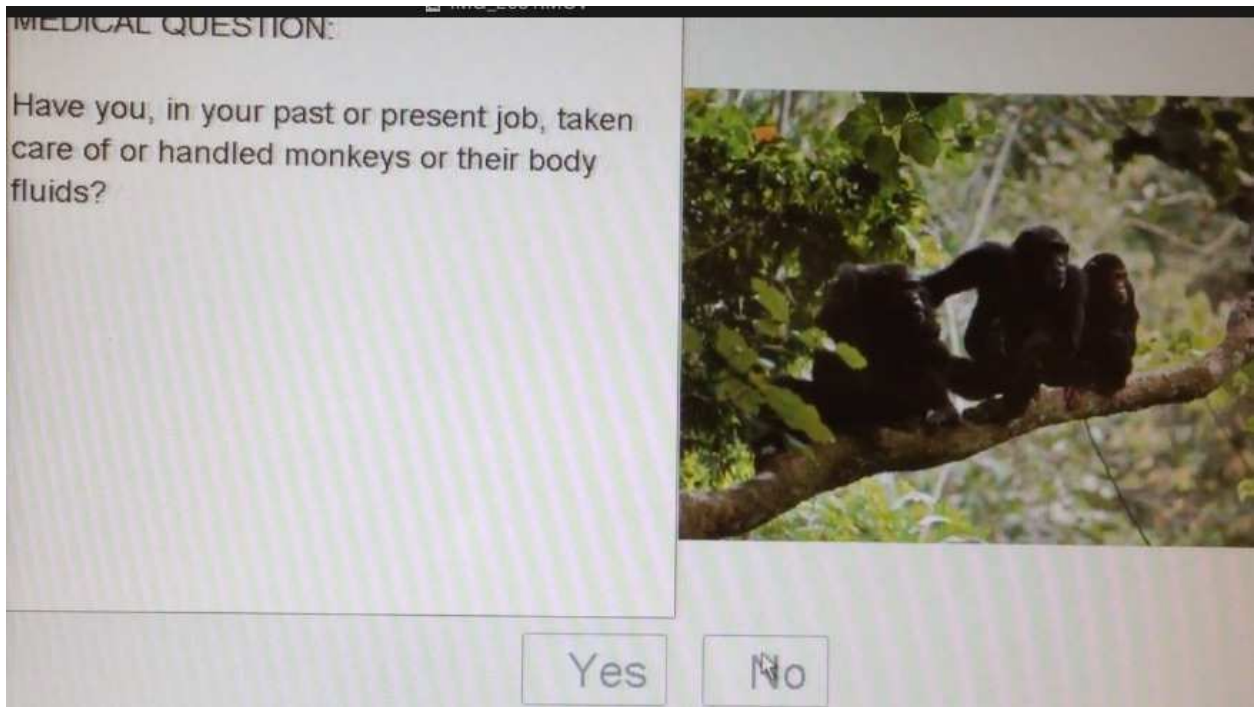 MEDICAL QUESTION:
Have you, in your past or present job, taken
care of or handled monkeys or their body
fluids?
Yes
No